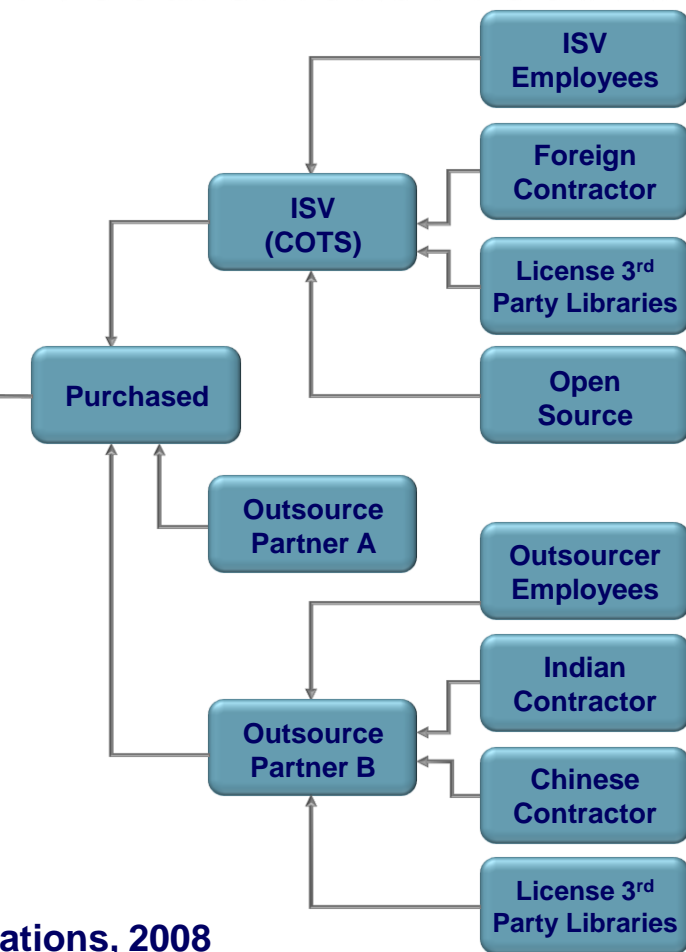 ISV
Employees
Foreign
Contractor
ISV
(COTS)
License 3rd
Party Libraries
Purchased
Open
Source
Outsource
Partner A
Outsourcer
Employees
Indian
Contractor
Outsource
Partner B
Chinese
Contractor
License 3rd
Party Libraries
ations, 2008